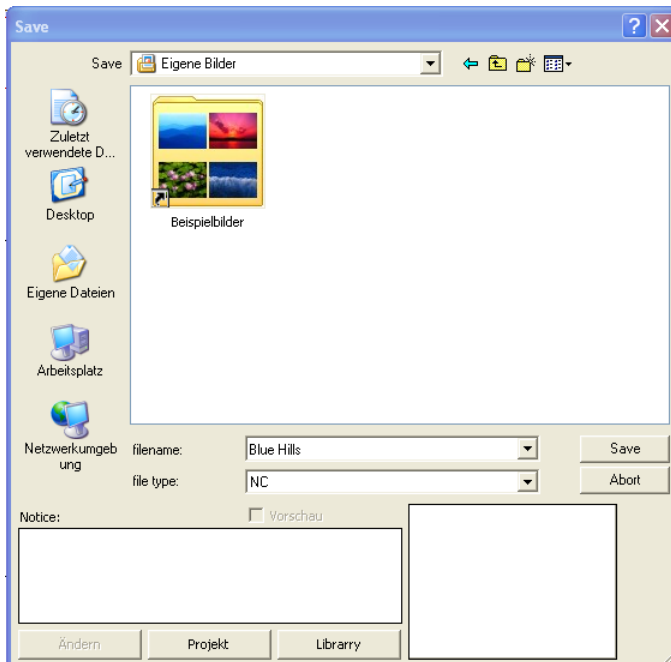 Save
Save
Eigene Bilder
Zuletzt
verwendete D...
Desktop
Eigene Dateien
Arbeitsplatz
Netzwerkumgeb
ung
Beispielbilder
filename:
Blue Hills
Save
file type:
NC
Abort
Notice:
Vorschau
Ändern
Projekt
Librarry